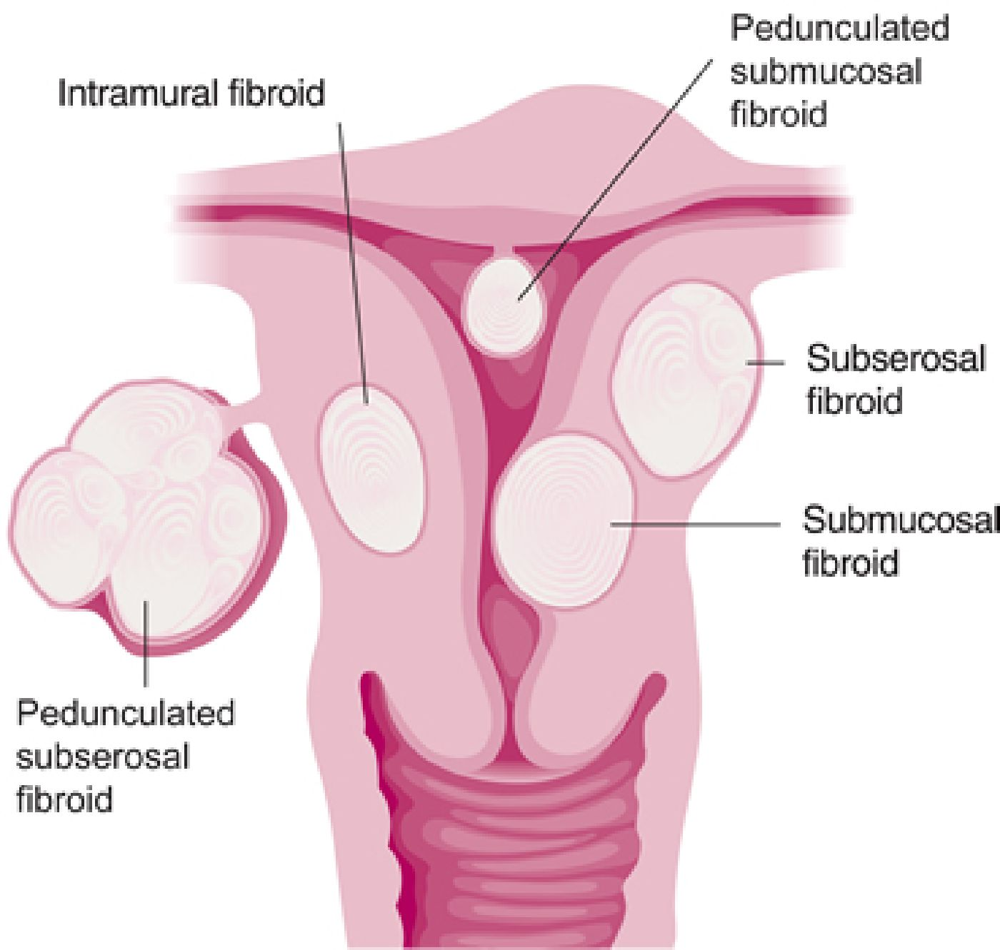 Pedunculated
submucosal
fibroid
Intramural fibroid
Subserosal
fibroid
Submucosal
fibroid
Pedunculated
subserosal
fibroid